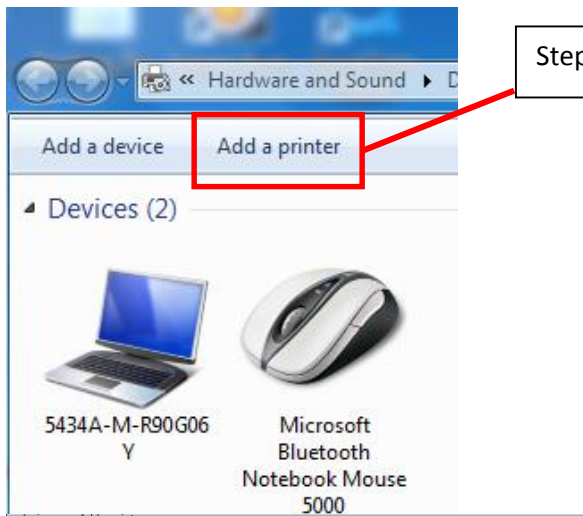 Step
« Hardware and Sound ▸ D
Add a device Add a printer
Devices (2)
5434A-M-R90G06
Y
Microsoft
Bluetooth
Notebook Mouse
5000